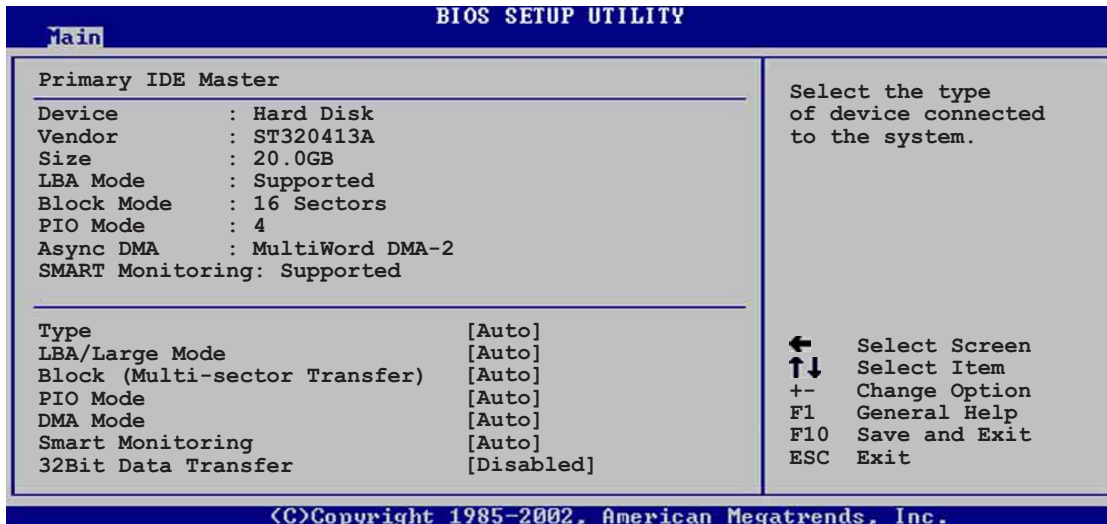 BIOS SETUP UTILITY
Main
Primary IDE Master
Device : Hard Disk
Vendor : ST320413A
Size : 20.0GB
LBA Mode : Supported
Block Mode : 16 Sectors
PIO Mode : 4
Async DMA : MultiWord DMA-2
SMART Monitoring: Supported
Type [Auto]
LBA/Large Mode [Auto]
Block (Multi-sector Transfer) [Auto]
PIO Mode [Auto]
DMA Mode [Auto]
Smart Monitoring [Auto]
32Bit Data Transfer [Disabled]
Select the type
of device connected
to the system.
← Select Screen
↑↓ Select Item
+- Change Option
F1 General Help
F10 Save and Exit
ESC Exit
(C)Copyright 1985-2002, American Megatrends, Inc.